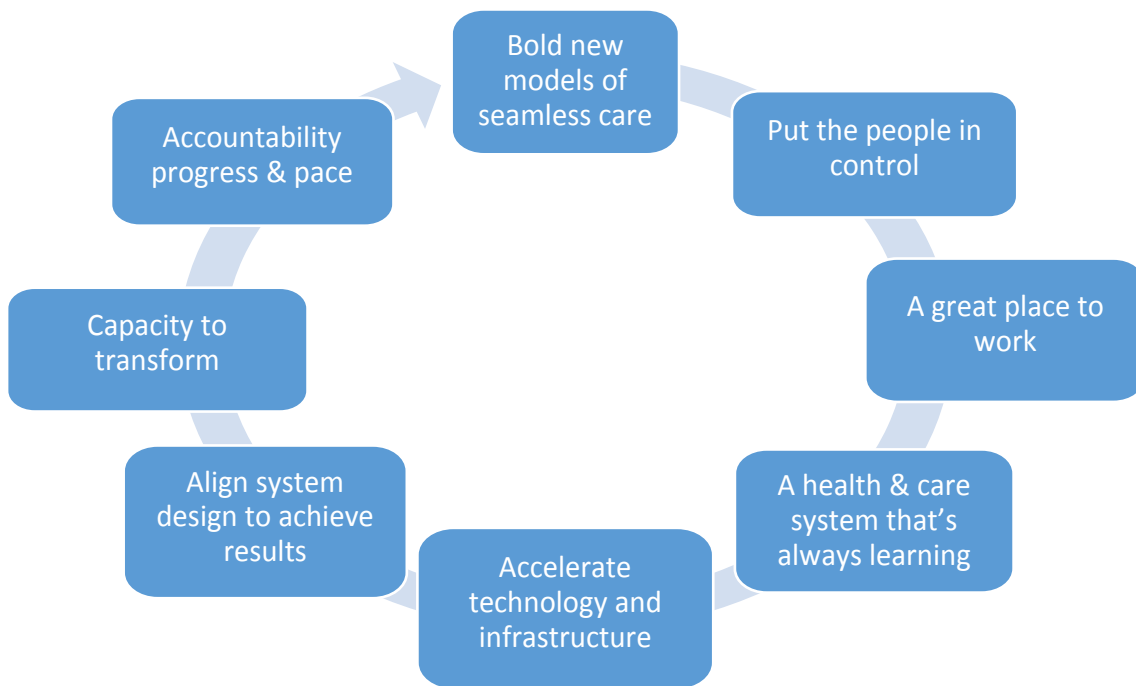 Bold new
models of
seamless care
Put the people in
control
A great place to
work
A health & care
system that’s
always learning
Accelerate
technology and
infrastructure
Align system
design to achieve
results
Capacity to
transform
Accountability
progress & pace